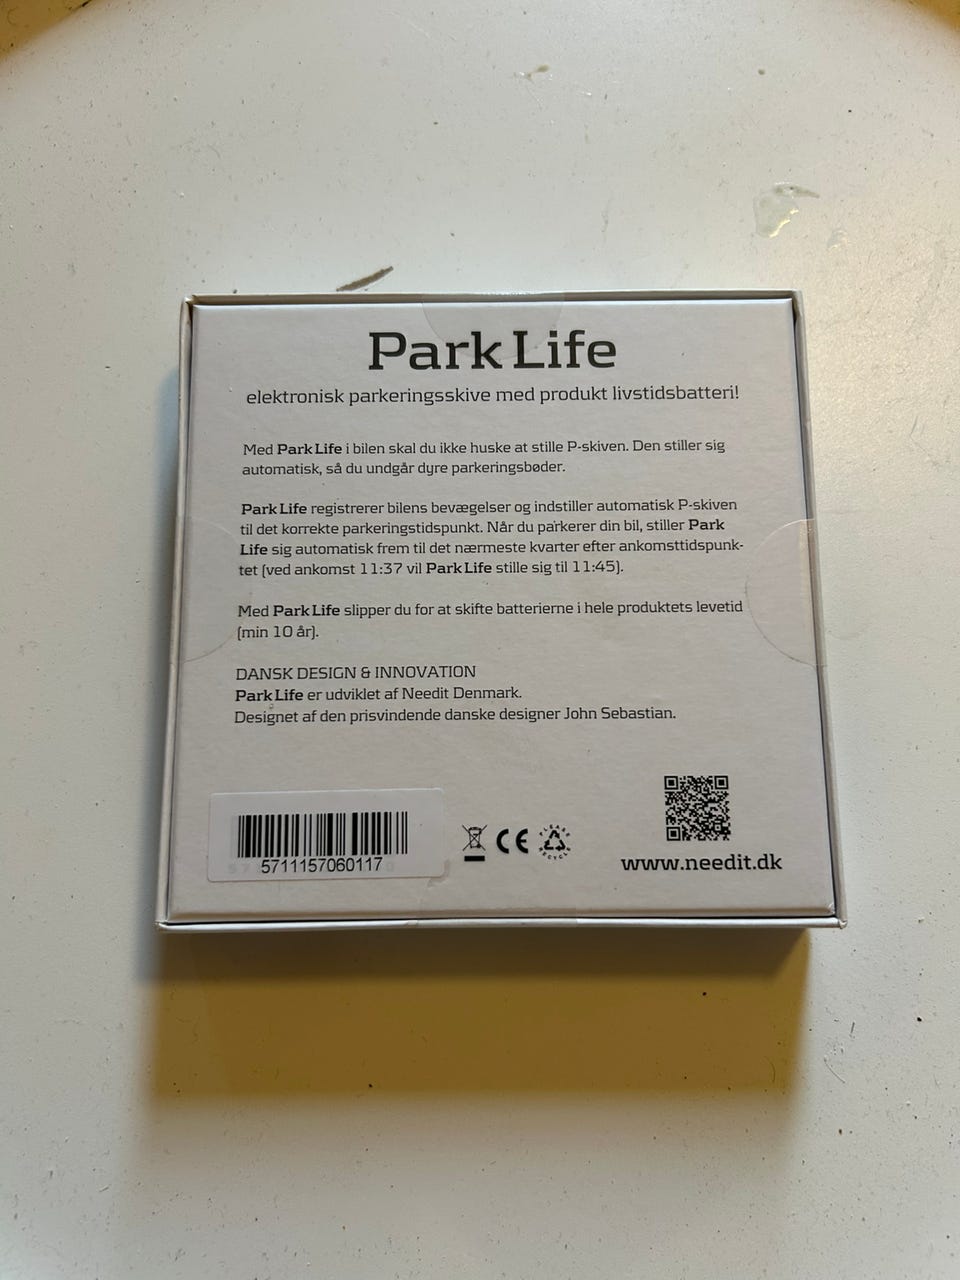 Park Life
elektronisk parkeringsskive med produkt livstidsbatteri!
Med Park Life i bilen skal du ikke huske at stille P-skiven. Den stiller sig
automatisk, så du undgår dyre parkeringsbøder.
Park Life registrerer bilens bevægelser og indstiller automatisk P-skiven
til det korrekte parkeringstidspunkt. Når du parkerer din bil, stiller Park
Life sig automatisk frem til det nærmeste kvarter efter ankomsttidspunk-
tet (ved ankomst 11:37 vil Park Life stille sig til 11:45).
Med Park Life slipper du for at skifte batterierne i hele produktets levetid
(min 10 år).
DANSK DESIGN & INNOVATION
Park Life er udviklet af Needit Denmark.
Designet af den prisvindende danske designer John Sebastian.
5711157060117
CE
PLEASE
RECYCLE
www.needit.dk